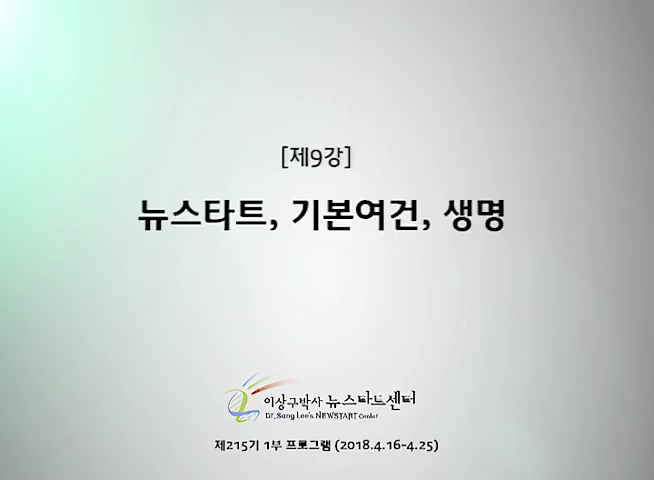 [제9강]
뉴스타트, 기본여건, 생명
이상구박사 뉴스타트센터
Dr. Sang Lee's NEWSTART Center
제215기 1부 프로그램 (2018.4.16-4.25)